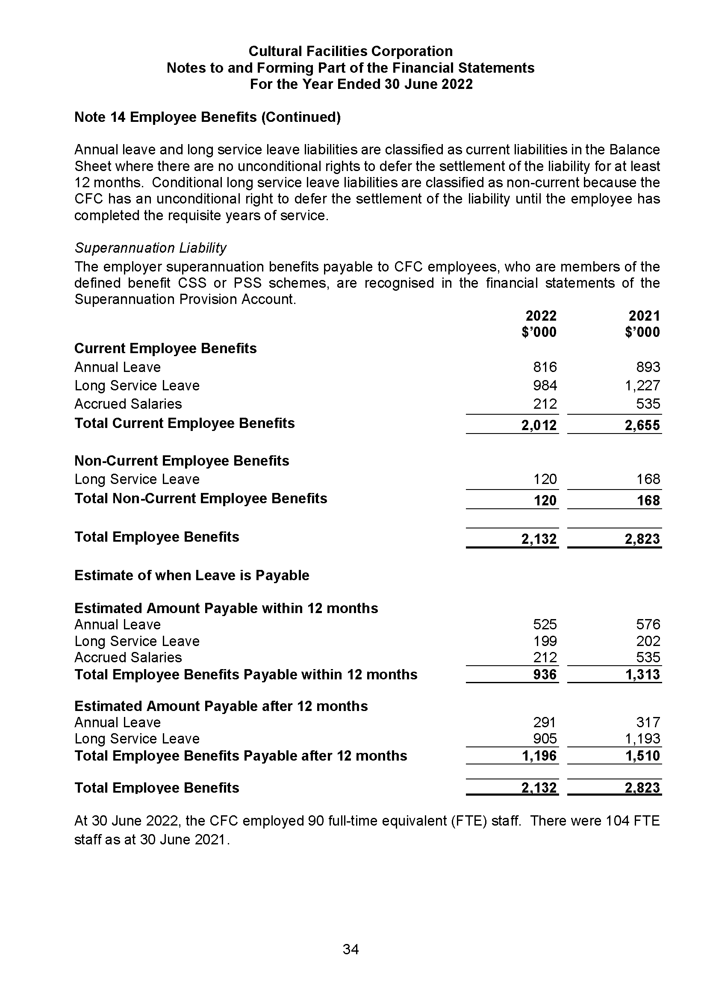 Cultural Facilities Corporation
Notes to and Forming Part of the Financial Statements
For the Year Ended 30 June 2022
Note 14 Employee Benefits (Continued)
Annual leave and long service leave liabilities are classified as current liabilities in the Balance
Sheet where there are no unconditional rights to defer the settlement of the liability for at least
12 months.  Conditional long service leave liabilities are classified as non-current because the
CFC has an unconditional right to defer the settlement of the liability until the employee has
completed the requisite years of service.
Superannuation Liability
The employer superannuation benefits payable to CFC employees, who are members of the
defined benefit CSS or PSS schemes, are recognised in the financial statements of the
Superannuation Provision Account.
2022 2021
$’000 $’000
Current Employee Benefits
Annual Leave 816 893
Long Service Leave 984 1,227
Accrued Salaries 212 535
Total Current Employee Benefits 2,012 2,655
Non-Current Employee Benefits
Long Service Leave 120 168
Total Non-Current Employee Benefits 120 168
Total Employee Benefits 2,132 2,823
Estimate of when Leave is Payable
Estimated Amount Payable within 12 months
Annual Leave 525 576
Long Service Leave 199 202
Accrued Salaries 212 535
Total Employee Benefits Payable within 12 months 936 1,313
Estimated Amount Payable after 12 months
Annual Leave 291 317
Long Service Leave 905 1,193
Total Employee Benefits Payable after 12 months 1,196 1,510
Total Employee Benefits 2,132 2,823
At 30 June 2022, the CFC employed 90 full-time equivalent (FTE) staff.  There were 104 FTE
staff as at 30 June 2021.
34